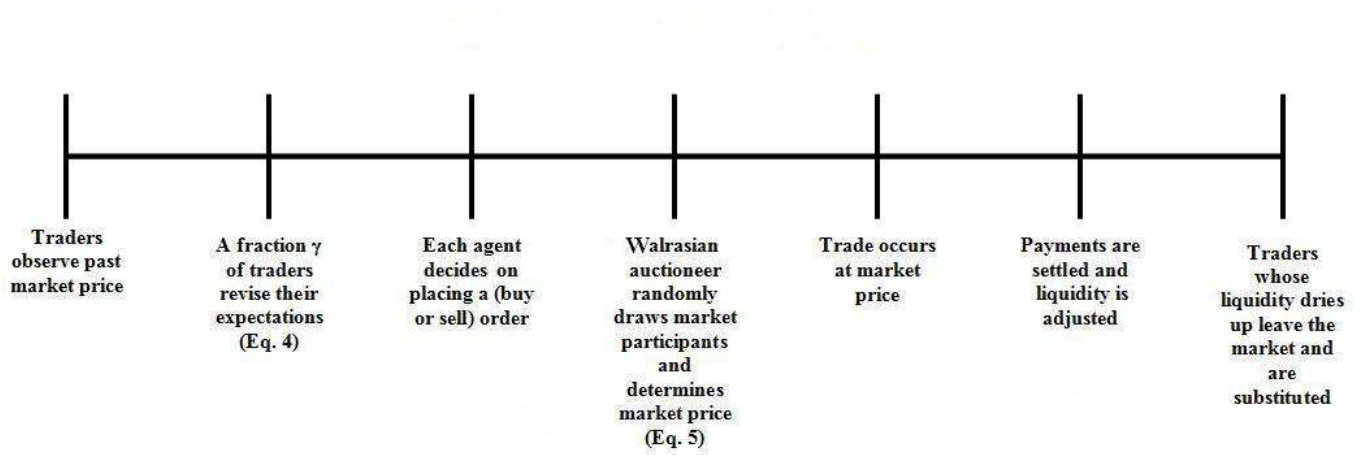 Traders
observe past
market price
A fraction γ
of traders
revise their
expectations
(Eq. 4)
Each agent
decides on
placing a (buy
or sell) order
Walrasian
auctioneer
randomly
draws market
participants
and
determines
market price
(Eq. 5)
Trade occurs
at market
price
Payments are
settled and
liquidity is
adjusted
Traders
whose
liquidity dries
up leave the
market and
are
substituted